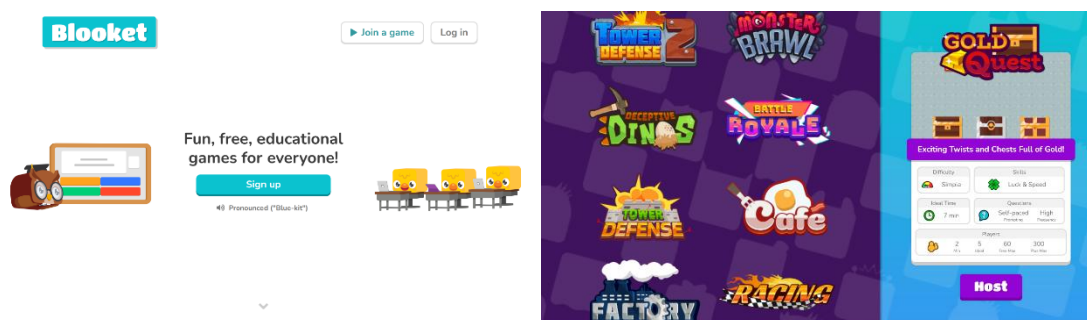 Blooket
Join a game
Log in
Fun, free, educational
games for everyone!
Sign up
Pronounced ("Blue-kit")
TOWER
DEFENSE 2
MONSTER
BRAWL
DECEPTIVE
DINOS
BATTLE
ROYALE
TOWER
DEFENSE
Café
FACTORY
RACING
GOLD
Quest
Exciting Twists and Chests Full of Gold!
Difficulty
Simple
Skills
Luck & Speed
Ideal Time
7 min
Questions
Self-paced
High
Players
2
5
60
300
Host